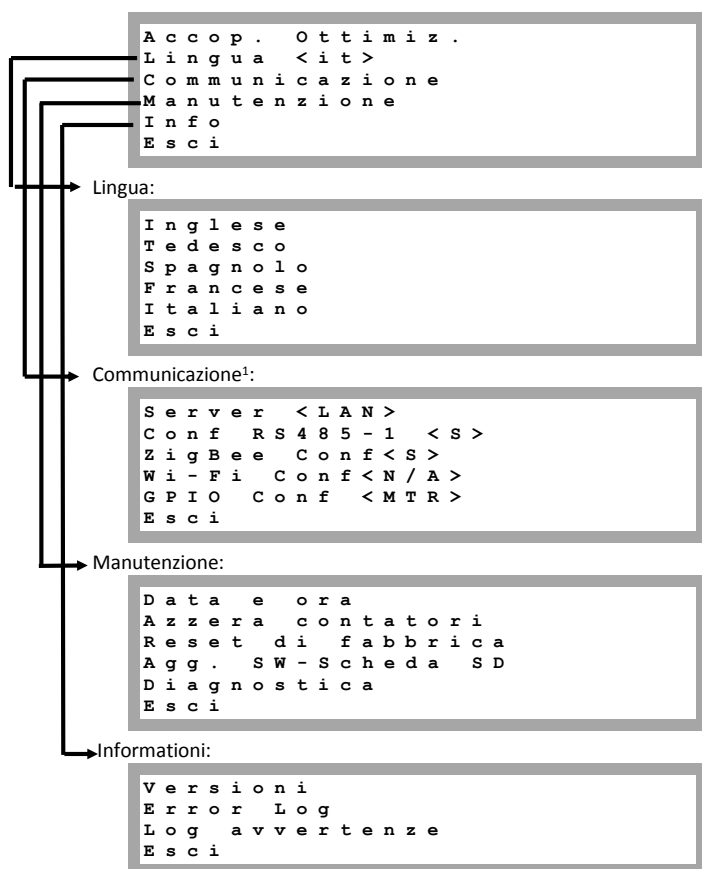 Accop. Ottimiz.
Lingua <it>
Communicazione
Manutenzione
Info
Esci
Lingua:
Inglese
Tedesco
Spagnolo
Francese
Italiano
Esci
Communicazione¹:
Server <LAN>
Conf RS485-1 <S>
ZigBee Conf<S>
Wi-Fi Conf<N/A>
GPIO Conf <MTR>
Esci
Manutenzione:
Data e ora
Azzera contatori
Reset di fabbrica
Agg. SW-Scheda SD
Diagnostica
Esci
Informationi:
Versioni
Error Log
Log avvertenze
Esci